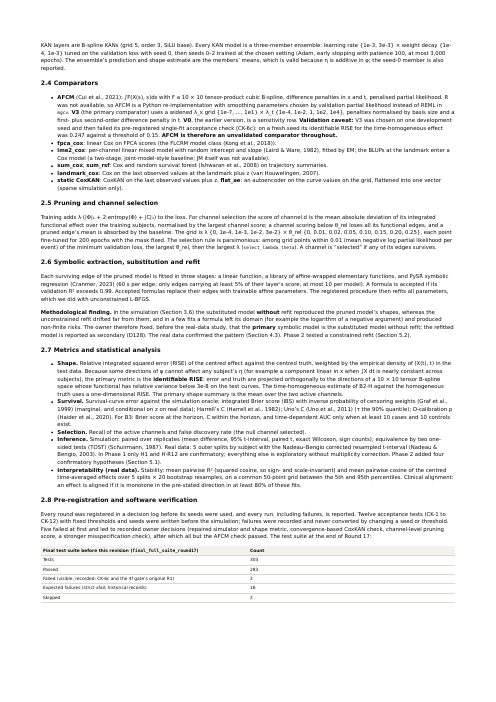 KAN layers are B-spline KANs (grid 5, order 3, SiLU base). Every KAN model is a three-member ensemble: learning rate {1e-3, 3e-3} × weight decay {1e-
4, 1e-3} tuned on the validation loss with seed 0, then seeds 0–2 trained at the chosen setting (Adam, early stopping with patience 100, at most 3,000
epochs). The ensemble's prediction and shape estimate are the members' means, which is valid because η is additive in φ; the seed-0 member is also
reported.
2.4 Comparators
• AFCM (Cui et al., 2021): ∫F(X(s), s)ds with F a 10 × 10 tensor-product cubic B-spline, difference penalties in x and t, penalised partial likelihood. R
was not available, so AFCM is a Python re-implementation with smoothing parameters chosen by validation partial likelihood instead of REML in
mgcv. V3 (the primary comparator) uses a widened λ_x grid {1e-7, ..., 1e1} × λ_t {1e-4, 1e-2, 1, 1e2, 1e4}, penalties normalised by basis size and a
first- plus second-order difference penalty in t. V0, the earlier version, is a sensitivity row. Validation caveat: V3 was chosen on one development
seed and then failed its pre-registered single acceptance check (CK-6c): on a fresh seed its identifiable RISE for the time-homogeneous effect
was 0.247 against a threshold of 0.15. AFCM is therefore an unvalidated comparator throughout.
• fpca_cox: linear Cox on FPCA scores (the FLCRM model class (Kong et al., 2018)).
• lme2_cox: per-channel linear mixed model with random intercept and slope (Laird & Ware, 1982), fitted by EM; the BLUPs at the landmark enter a
Cox model (a two-stage, joint-model-style baseline; JM itself was not available).
• sum_cox, sum_rsf: Cox and random survival forest (Ishwaran et al., 2008) on trajectory summaries.
• landmark_cox: Cox on the last observed values at the landmark plus z (van Houwelingen, 2007).
• static CoxKAN: CoxKAN on the last observed values plus z. flat_ae: an autoencoder on the curve values on the grid, flattened into one vector
(sparse simulation only).
2.5 Pruning and channel selection
Training adds λ·(|Φ|₁ + 2·entropy(Φ) + |C|₁) to the loss. For channel selection the score of channel d is the mean absolute deviation of its integrated
functional effect over the training subjects, normalised by the largest channel score; a channel scoring below θ_rel loses all its functional edges, and a pruned
edge's mean is absorbed by the baseline. The grid is λ {0, 1e-4, 1e-3, 1e-2, 2e-2} × θ_rel {0, 0.01, 0.02, 0.05, 0.10, 0.15, 0.20, 0.25}, each point
fine-tuned for 200 epochs with the mask fixed. The selection rule is parsimonious: among grid points within 0.01 (mean negative log partial likelihood per
event) of the minimum validation loss, the largest θ_rel, then the largest λ (select_lambda_theta). A channel is "selected" if any of its edges survives.
2.6 Symbolic extraction, substitution and refit
Each surviving edge of the pruned model is fitted in three stages: a linear function, a library of affine-wrapped elementary functions, and PySR symbolic
regression (Cranmer, 2023) (60 s per edge; only edges carrying at least 5% of their layer's score, at most 10 per model). A formula is accepted if its
validation R² exceeds 0.99. Accepted formulas replace their edges with trainable affine parameters. The registered procedure then refits all parameters,
which we did with unconstrained L-BFGS.
Methodological finding. In the simulation (Section 3.6) the substituted model without refit reproduced the pruned model's shapes, whereas the
unconstrained refit drifted far from them, and in a few fits a formula left its domain (for example the logarithm of a negative argument) and produced
non-finite risks. The owner therefore fixed, before the real-data study, that the primary symbolic model is the substituted model without refit; the refitted
model is reported as secondary (D128). The real data confirmed the pattern (Section 4.3). Phase 2 tested a constrained refit (Section 5.2).
2.7 Metrics and statistical analysis
• Shape. Relative integrated square error (RISE) of the centred effect against the centred truth, weighted by the empirical density of (X(t), t) in the
test data. Because some directions of φ cannot affect any subject's η (for example a component linear in x when ∫X dt is nearly constant across
subjects), the primary metric is the identifiable RISE: error and truth are projected orthogonally to the directions of a 10 × 10 tensor B-spline
space whose functional has relative variance below 3e-8 on the test curves. The time-homogeneous estimate of B2-H against the homogeneous
truth uses a one-dimensional RISE. The primary shape summary is the mean over the two active channels.
• Survival. Survival-curve error against the simulation oracle; integrated Brier score (IBS) with inverse probability of censoring weights (Graf et al.,
1999) (marginal, and conditional on z on real data); Harrell's C (Harrell et al., 1982); Uno's C (Uno et al., 2011) (τ the 90% quantile); D-calibration p
(Haider et al., 2020). For B3: Brier score at the horizon, C within the horizon, and time-dependent AUC only when at least 10 cases and 10 controls
exist.
• Selection. Recall of the active channels and false discovery rate (the null channel selected).
• Inference. Simulation: paired over replicates (mean difference, 95% t-interval, paired t, exact Wilcoxon, sign counts); equivalence by two one-
sided tests (TOST) (Schuirmann, 1987). Real data: 5 outer splits by subject with the Nadeau–Bengio corrected resampled t-interval (Nadeau &
Bengio, 2003). In Phase 1 only H1 and H-R12 are confirmatory; everything else is exploratory without multiplicity correction. Phase 2 added four
confirmatory hypotheses (Section 5.1).
• Interpretability (real data). Stability: mean pairwise R² (squared cosine, so sign- and scale-invariant) and mean pairwise cosine of the centred
time-averaged effects over 5 splits × 20 bootstrap resamples, on a common 50-point grid between the 5th and 95th percentiles. Clinical alignment:
an effect is aligned if it is monotone in the pre-stated direction in at least 80% of these fits.
2.8 Pre-registration and software verification
Every round was registered in a decision log before its seeds were used, and every run, including failures, is reported. Twelve acceptance tests (CK-1 to
CK-12) with fixed thresholds and seeds were written before the simulation; failures were recorded and never converted by changing a seed or threshold.
Five failed at first and led to recorded owner decisions (repaired simulator and shape metric, convergence-based CoxKAN check, channel-level pruning
score, a stronger misspecification check), after which all but the AFCM check passed. The test suite at the end of Round 17:
Final test suite before this revision (final_full_suite_round17) Count
Tests 303
Passed 283
Failed (visible, recorded: CK-6c and the 4f gate's original R1) 2
Expected failures (strict xfail; historical records) 16
Skipped 2